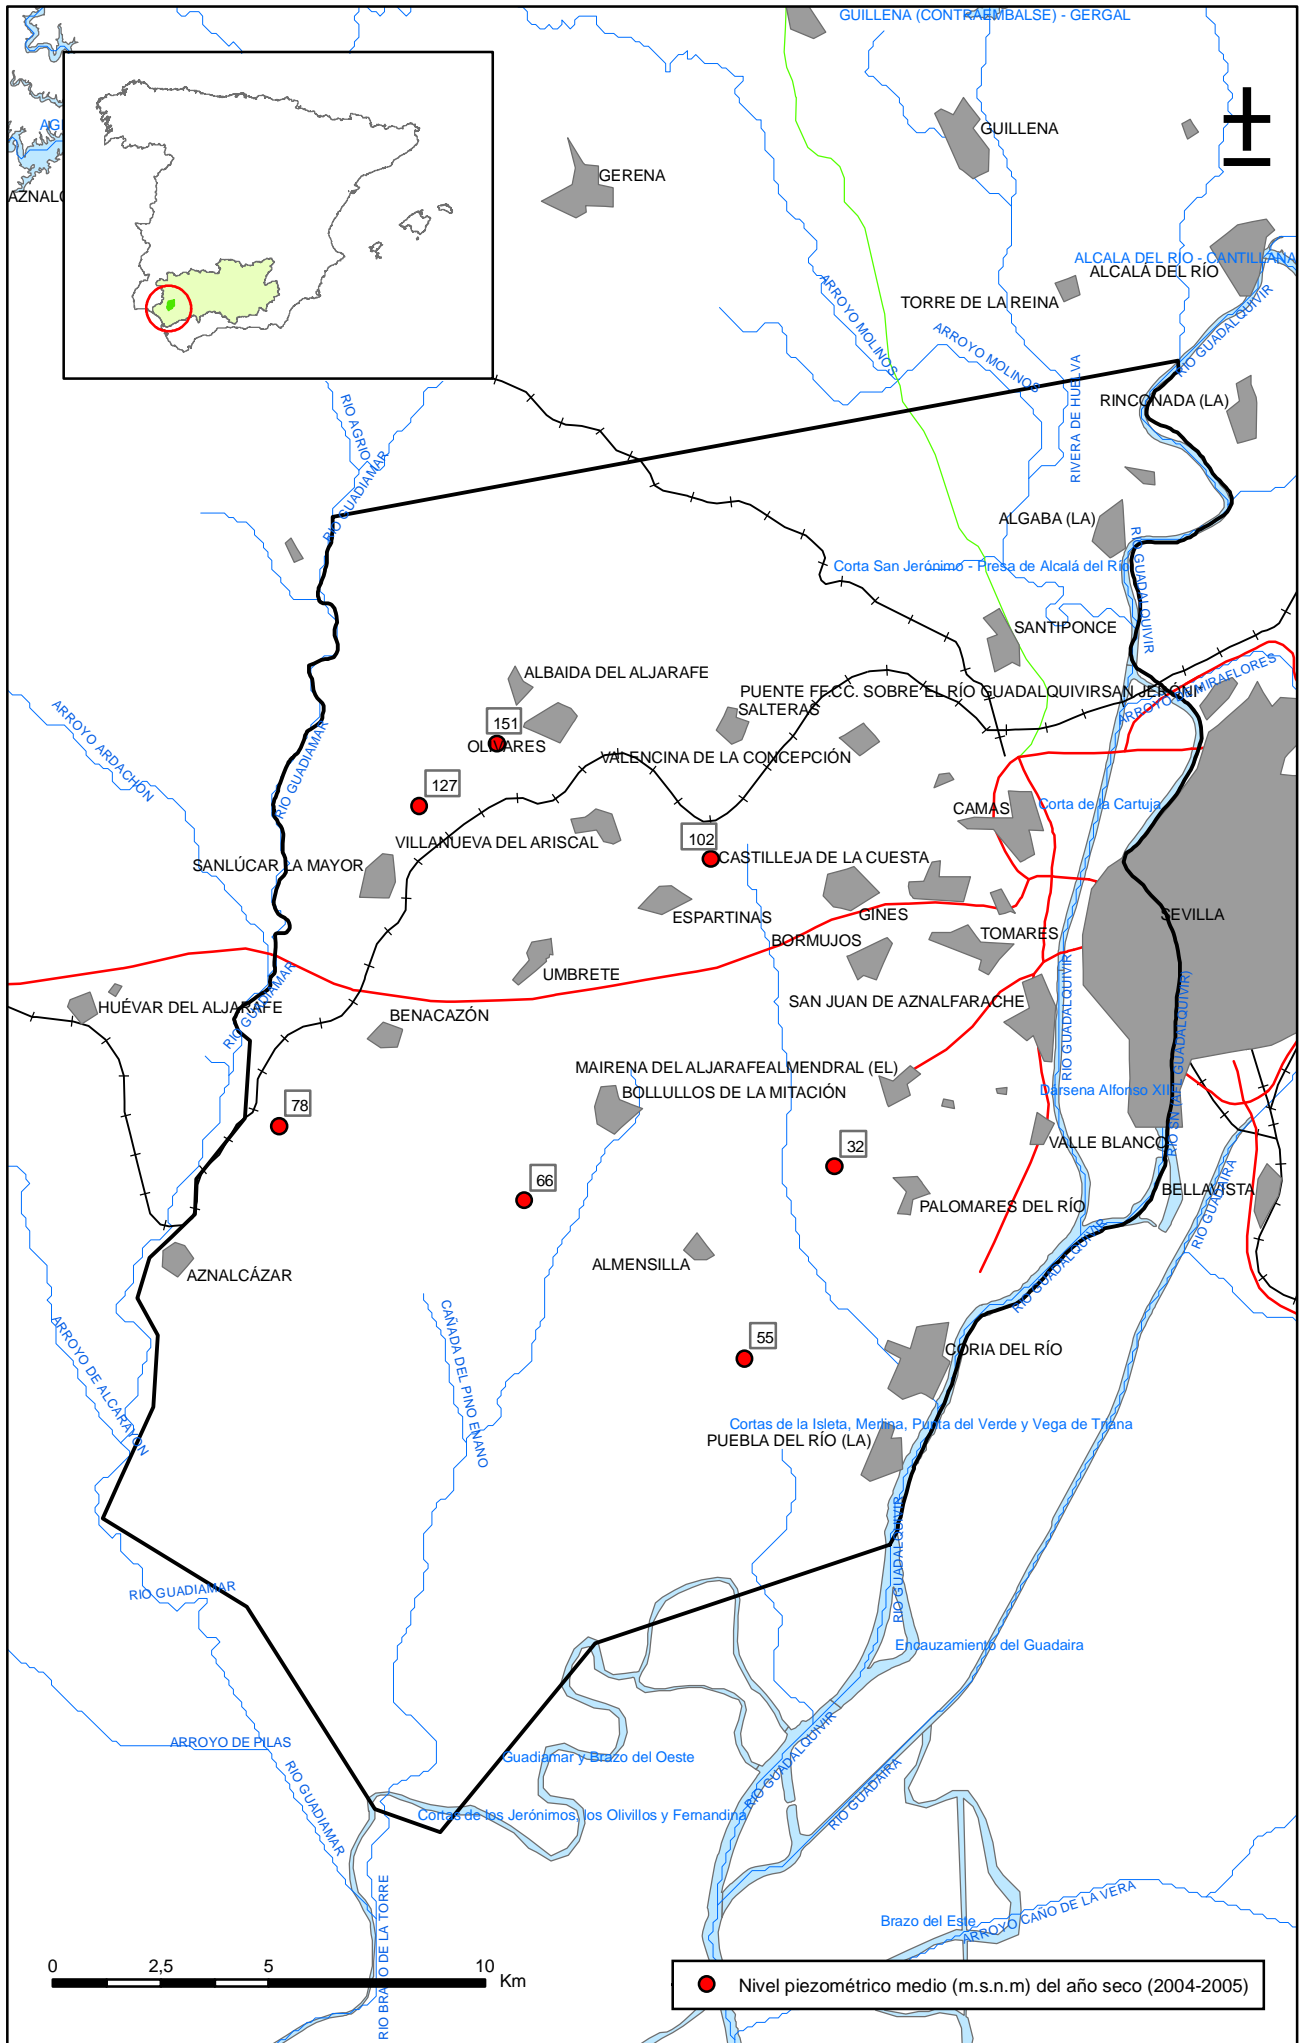 GUILLENA (CONTRAEMBALSE) - GERGAL
GUILLENA
GERENA
ALCALA DEL RIO - CANTILLANA
ALCALÁ DEL RÍO
TORRE DE LA REINA
RIO GUADALQUIVIR
ARROYO MOLINOS
ARROYO MOLINOS
RIVERA DE HUELVA
RINCONADA (LA)
RIO AGRIO
RIO GUADIAMAR
ALGABA (LA)
Corta San Jerónimo - Presa de Alcalá del Río
RIO GUADALQUIVIR
SANTIPONCE
ALBAIDA DEL ALJARAFE
PUENTE FF.CC. SOBRE EL RÍO GUADALQUIVIR
SALTERAS
ARROYO ARDACHON
151
OLIVARES
RIO GUADIAMAR
VALENCINA DE LA CONCEPCIÓN
127
CAMAS
Corta de la Cartuja
VILLANUEVA DEL ARISCAL
102
SANLÚCAR LA MAYOR
CASTILLEJA DE LA CUESTA
ESPARTINAS
GINES
SEVILLA
BORMUJOS
TOMARES
UMBRETE
RIO GUADIAMAR
HUÉVAR DEL ALJARAFE
BENACAZÓN
SAN JUAN DE AZNALFARACHE
RIO GUADALQUIVIR
RIO SN (AFL GUADALQUIVIR)
MAIRENA DEL ALJARAFE
ALMENDRAL (EL)
BOLLULLOS DE LA MITACIÓN
Dársena Alfonso XIII
78
VALLE BLANCO
32
66
BELLAVISTA
PALOMARES DEL RÍO
RIO GUADAIRA
ALMENSILLA
AZNALCÁZAR
RIO GUADALQUIVIR
CAÑADA DEL PINO ENANO
ARROYO DE ALCARAYON
55
CORIA DEL RÍO
Cortas de la Isleta, Merlina, Punta del Verde y Vega de Triana
PUEBLA DEL RÍO (LA)
RIO GUADALQUIVIR
RIO GUADIAMAR
Encauzamiento del Guadaira
ARROYO DE PILAS
RIO GUADIAMAR
Guadiamar y Brazo del Oeste
RIO GUADALQUIVIR
RIO GUADAIRA
Cortas de los Jerónimos, los Olivillos y Fernandina
RIO BRAZO DE LA TORRE
ARROYO CAÑO DE LA VERA
Brazo del Este
0 2,5 5 10
Km
Nivel piezométrico medio (m.s.n.m) del año seco (2004-2005)